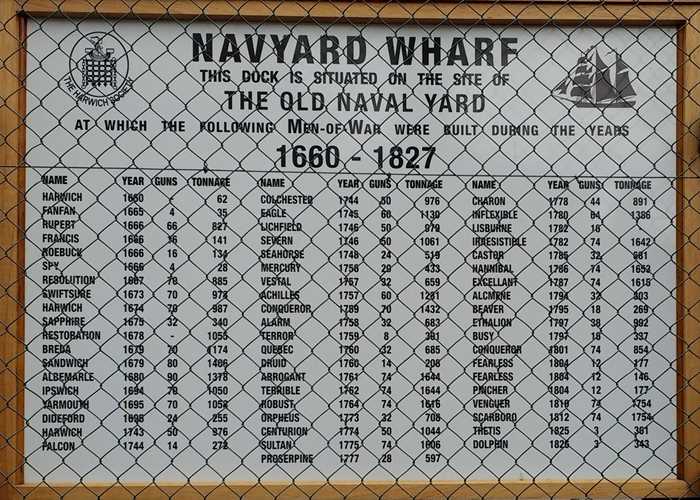 THE HARWICH SOCIETY
NAVYARD WHARF
THIS DOCK IS SITUATED ON THE SITE OF
THE OLD NAVAL YARD
AT WHICH THE FOLLOWING MEN-OF-WAR WERE BUILT DURING THE YEARS
1660 - 1827
NAME YEAR GUNS TONNAGE
HARWICH 1660 - 62
FANFAN 1665 4 35
RUPERT 1666 66 827
FRANCIS 1666 16 141
ROEBUCK 1666 16 134
SPY 1666 4 28
RESOLUTION 1667 70 885
SWIFTSURE 1673 70 978
HARWICH 1674 70 987
SAPPHIRE 1675 32 340
RESTORATION 1678 - 1055
BREDA 1679 70 1174
SANDWICH 1679 80 1406
ALBEMARLE 1680 90 1378
IPSWICH 1694 70 1050
YARMOUTH 1695 70 1058
DIDEFORD 1695 24 255
HARWICH 1743 50 976
FALCON 1744 14 272
NAME YEAR GUNS TONNAGE
COLCHESTED 1744 50 976
EAGLE 1745 60 1130
LICHFIELD 1746 50 979
SEVERN 1746 50 1061
SEAHORSE 1748 24 519
MERCURY 1756 20 433
VESTAL 1757 32 659
ACHILLES 1757 60
CONQUEROR 70 1432
ALARM 1758 32 683
TERROR 1759 8 301
QUEBEC 1760 32 685
DRUID 1760 14 208
ARROGANT 1761 74 1644
TERRIBLE 1762 74 1644
ROBUST 1764 74 1616
ORPHEUS 1773 32 708
CENTURION 1774 50 1044
SULTAN 1775 74 1606
PROSERPINE 1777 28 597
NAME YEAR GUNS TONNAGE
CHARON 1778 44 891
INFLEXIBLE 1780 64 1386
LISBURNE 1782 16
IRRESISTIBLE 1782 74 1642
CASTOR 1785 32 681
HANNIBAL 1786 74 1653
EXCELLANT 1787 74 1615
ALCMENE 1794 32 803
BEAVER 1795 18 269
ETHALION 1797 38 992
BUSY 1797 18 337
CONQUEROR 1801 74 854
FEARLESS 1804 12 177
FEARLESS 1804 12 146
PINCHER 1804 12 177
VENGUER 1810 74 1754
SCARBORO 1812 74 1754
THETIS 1825 3 301
DOLPHIN 1826 3 343